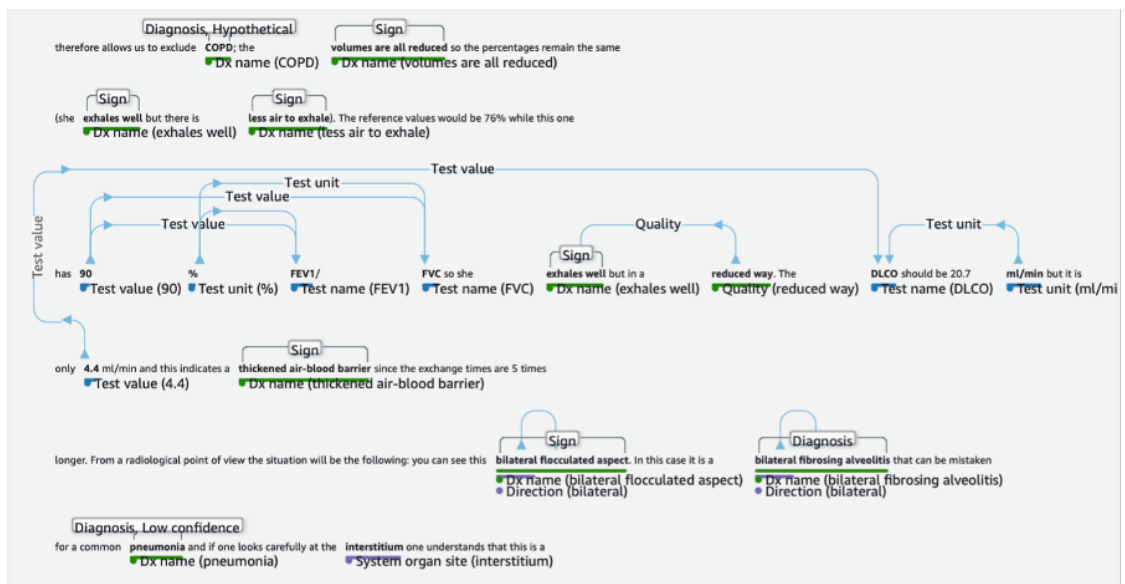 Diagnosis, Hypothetical Sign
therefore allows us to exclude COPD; the volumes are all reduced so the percentages remain the same
Dx name (COPD) Dx name (volumes are all reduced)
Sign Sign
(she exhales well but there is less air to exhale). The reference values would be 76% while this one
Dx name (exhales well) Dx name (less air to exhale)
Test value
Test unit
Test value
Test value Quality Test unit
Test value
Sign
has 90 % FEV1/ FVC so she exhales well but in a reduced way. The DLCO should be 20.7 ml/min but it is
Test value (90) Test unit (%) Test name (FEV1) Test name (FVC) Dx name (exhales well) Quality (reduced way) Test name (DLCO) Test unit (ml/mi
Sign
only 4.4 ml/min and this indicates a thickened air-blood barrier since the exchange times are 5 times
Test value (4.4) Dx name (thickened air-blood barrier)
Sign Diagnosis
longer. From a radiological point of view the situation will be the following: you can see this bilateral flocculated aspect. In this case it is a bilateral fibrosing alveolitis that can be mistaken
Dx name (bilateral flocculated aspect) Dx name (bilateral fibrosing alveolitis)
Direction (bilateral) Direction (bilateral)
Diagnosis, Low confidence
for a common pneumonia and if one looks carefully at the interstitium one understands that this is a
Dx name (pneumonia) System organ site (interstitium)